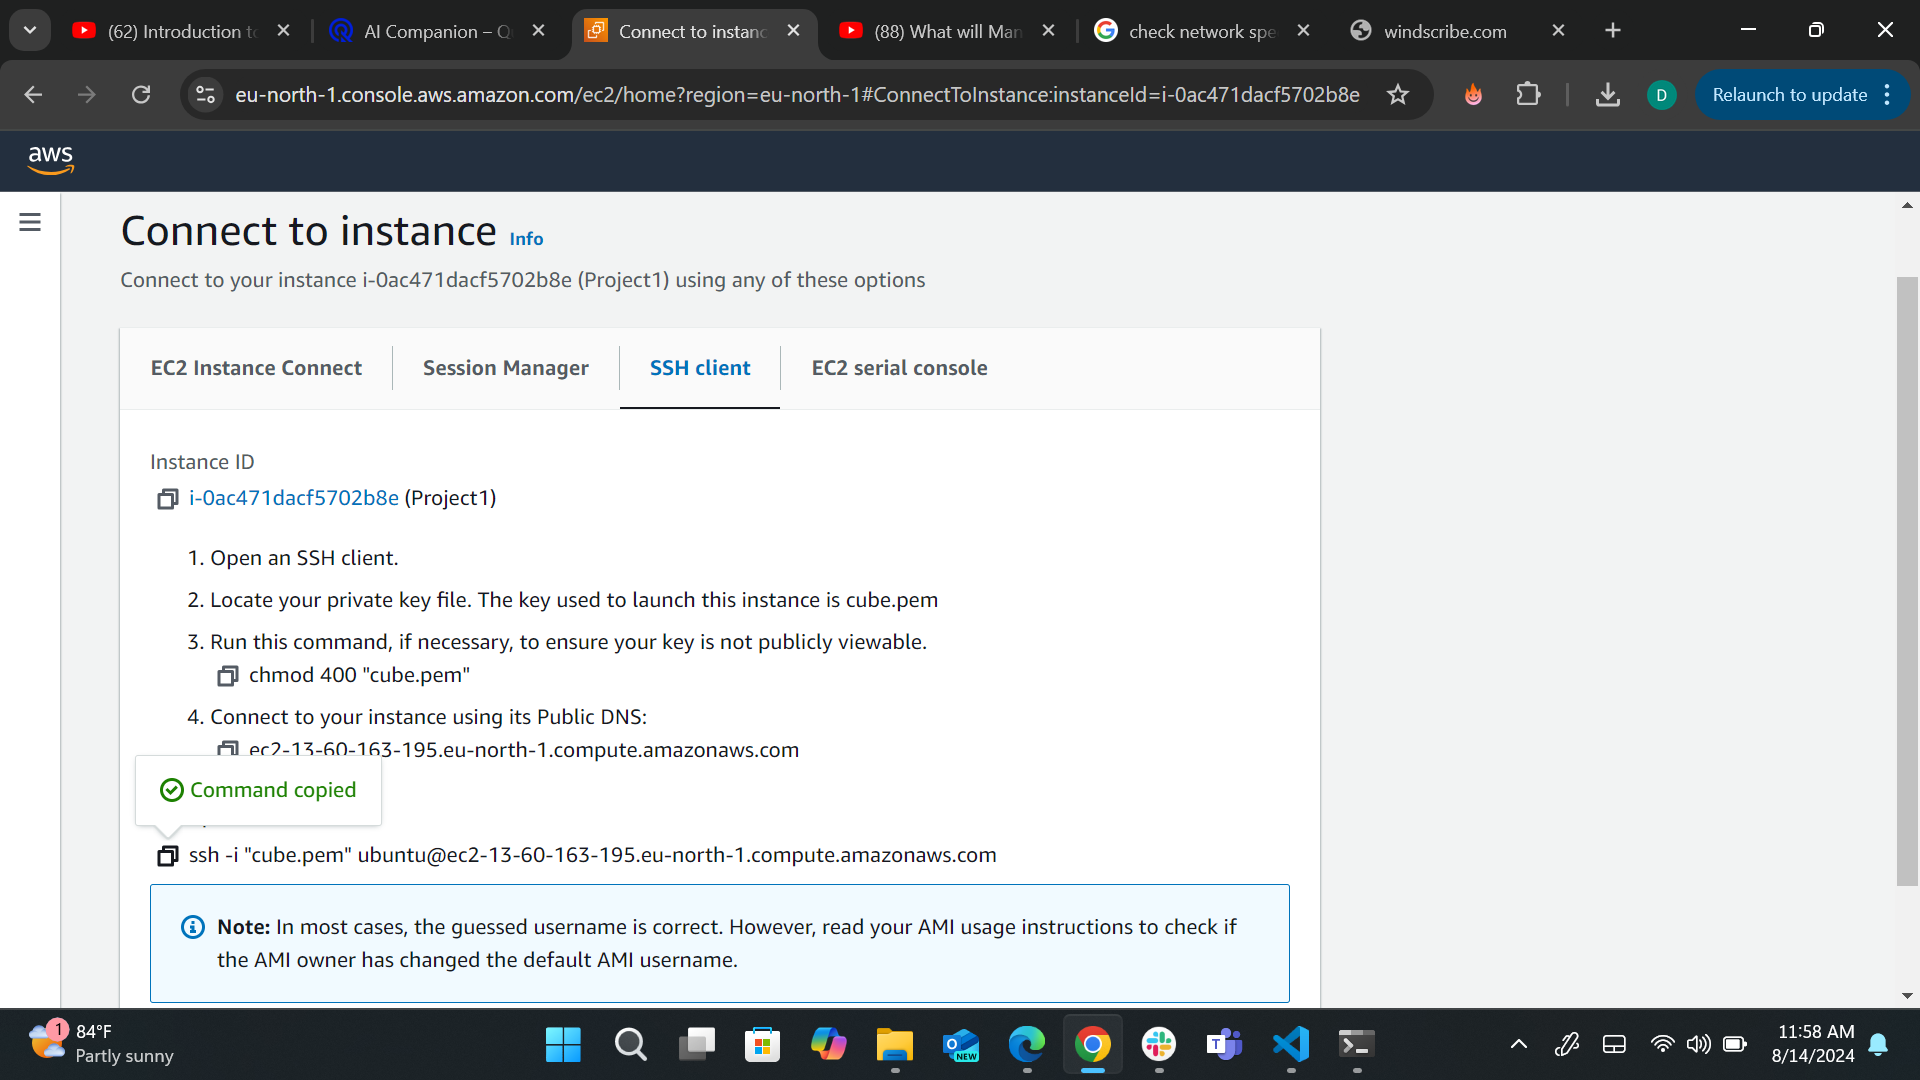 (62) Introduction to
AI Companion – Q
Connect to instanc
(88) What will Man
check network spe
windscribe.com
eu-north-1.console.aws.amazon.com/ec2/home?region=eu-north-1#ConnectToInstance:instanceId=i-0ac471dacf5702b8e
D
Relaunch to update
aws
Connect to instance Info
Connect to your instance i-0ac471dacf5702b8e (Project1) using any of these options
EC2 Instance Connect
Session Manager
SSH client
EC2 serial console
Instance ID
i-0ac471dacf5702b8e (Project1)
1. Open an SSH client.
2. Locate your private key file. The key used to launch this instance is cube.pem
3. Run this command, if necessary, to ensure your key is not publicly viewable.
chmod 400 "cube.pem"
4. Connect to your instance using its Public DNS:
ec2-13-60-163-195.eu-north-1.compute.amazonaws.com
Command copied
ssh -i "cube.pem" ubuntu@ec2-13-60-163-195.eu-north-1.compute.amazonaws.com
Note: In most cases, the guessed username is correct. However, read your AMI usage instructions to check if
the AMI owner has changed the default AMI username.
1
84°F
Partly sunny
NEW
11:58 AM
8/14/2024